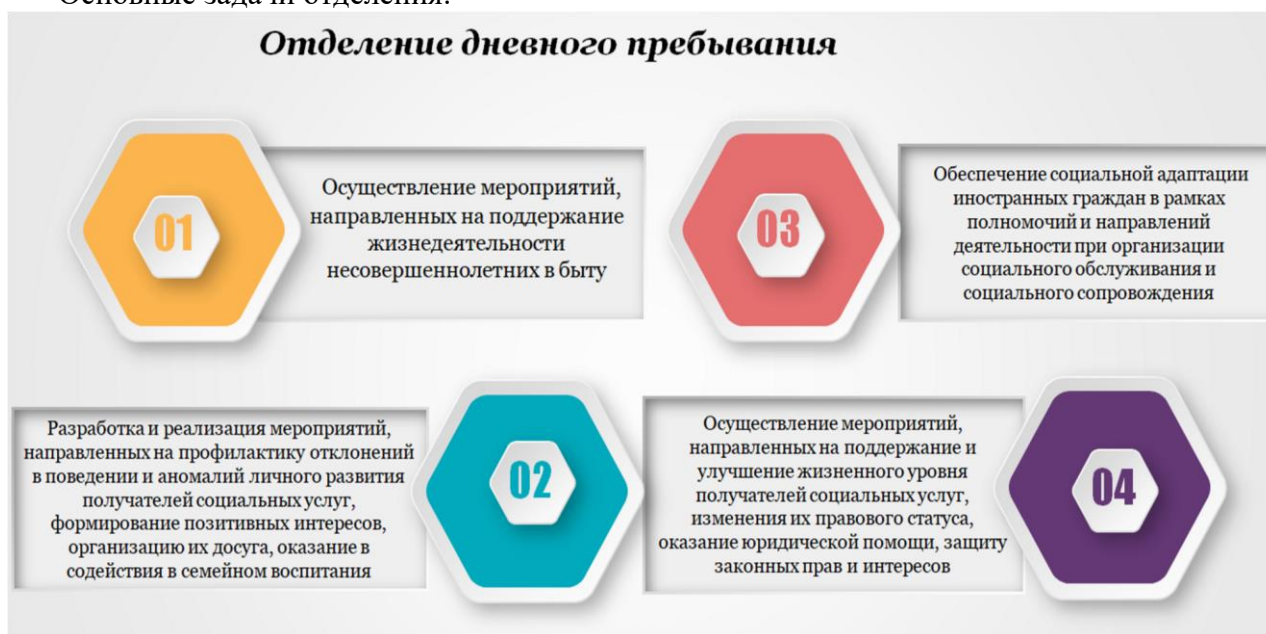 Основные задачи отделения:
Отделение дневного пребывания
01
Осуществление мероприятий,
направленных на поддержание
жизнедеятельности
несовершеннолетних в быту
02
Разработка и реализация мероприятий,
направленных на профилактику отклонений
в поведении и аномалий личного развития
получателей социальных услуг,
формирование позитивных интересов,
организацию их досуга, оказание в
содействия в семейном воспитания
03
Обеспечение социальной адаптации
иностранных граждан в рамках
полномочий и направлений
деятельности при организации
социального обслуживания и
социального сопровождения
04
Осуществление мероприятий,
направленных на поддержание и
улучшение жизненного уровня
получателей социальных услуг,
изменения их правового статуса,
оказание юридической помощи, защиту
законных прав и интересов